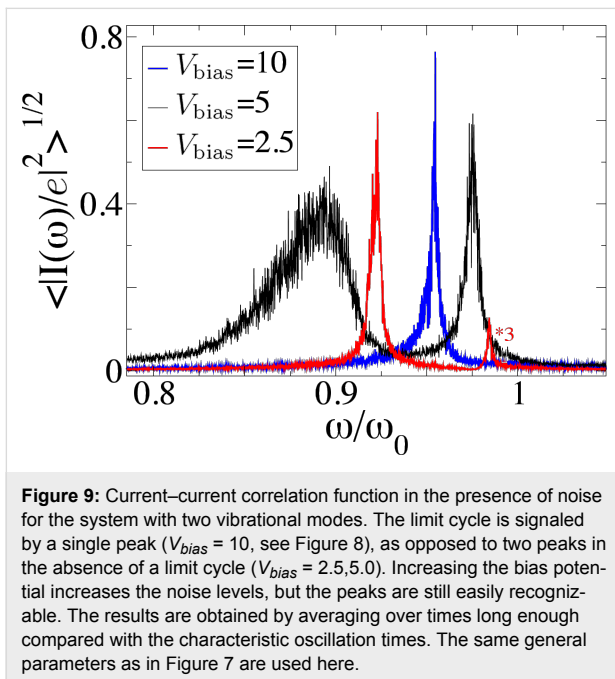 0.8
0.4
0
<|I(ω)/e|²>^1/2
V_bias=10
V_bias=5
V_bias=2.5
*3
0.8 0.9 1
ω/ω₀
Figure 9: Current–current correlation function in the presence of noise
for the system with two vibrational modes. The limit cycle is signaled
by a single peak (V_bias = 10, see Figure 8), as opposed to two peaks in
the absence of a limit cycle (V_bias = 2.5,5.0). Increasing the bias poten-
tial increases the noise levels, but the peaks are still easily recogniz-
able. The results are obtained by averaging over times long enough
compared with the characteristic oscillation times. The same general
parameters as in Figure 7 are used here.